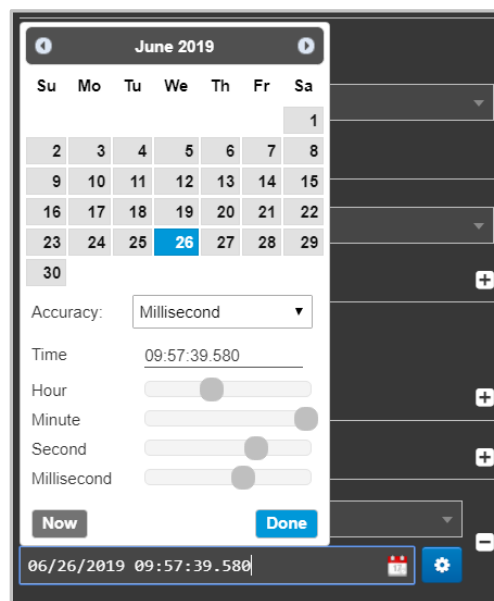 June 2019
Su Mo Tu We Th Fr Sa
1
2 3 4 5 6 7 8
9 10 11 12 13 14 15
16 17 18 19 20 21 22
23 24 25 26 27 28 29
30
Accuracy: Millisecond
Time 09:57:39.580
Hour
Minute
Second
Millisecond
Now Done
06/26/2019 09:57:39.580